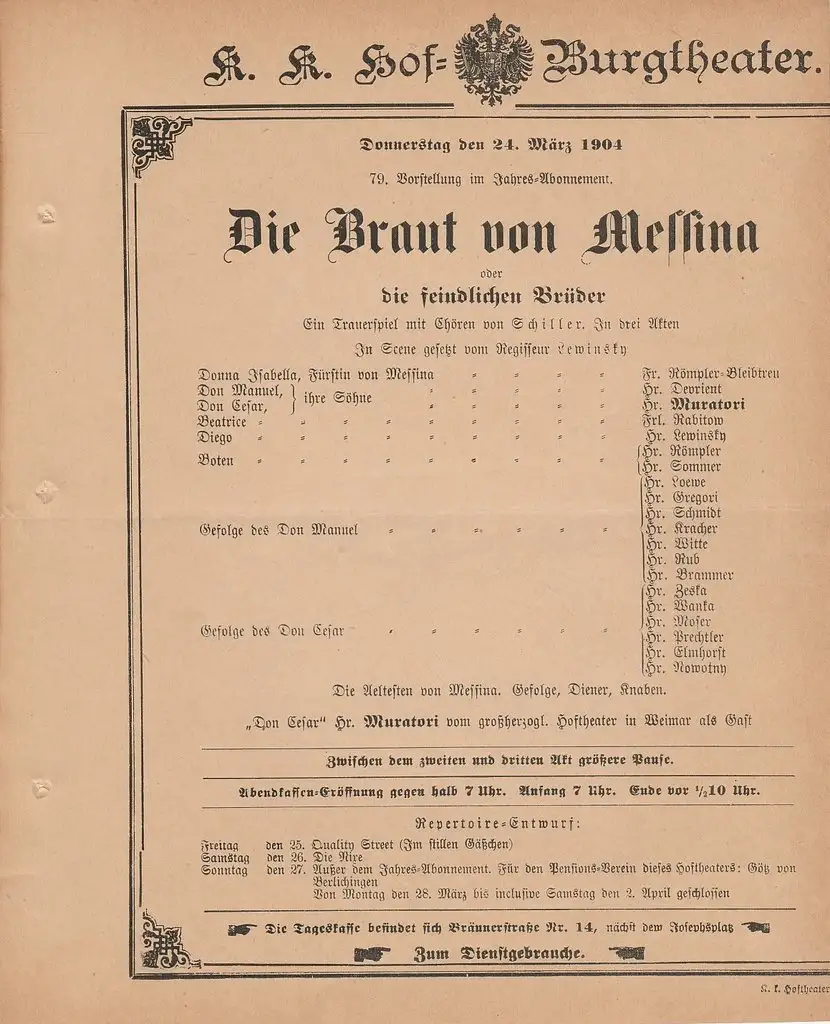 K. K. Hof-Burgtheater.
Donnerstag den 24. März 1904
79. Vorstellung im Jahres-Abonnement.
Die Braut von Messina
oder
die feindlichen Brüder
Ein Trauerspiel mit Chören von Schiller. In drei Akten
In Scene gesetzt vom Regisseur Lewinsky
Donna Isabella, Fürstin von Messina Fr. Römpler-Bleibtreu
Don Manuel, Hr. Devrient
ihre Söhne
Don Cesar, Hr. Muratori
Beatrice Frl. Rabitow
Diego Hr. Lewinsky
Boten Hr. Römpler
Hr. Sommer
Hr. Loewe
Hr. Gregori
Hr. Schmidt
Gefolge des Don Manuel Hr. Kracher
Hr. Witte
Hr. Rub
Hr. Brammer
Hr. Zeska
Hr. Wanka
Hr. Moser
Gefolge des Don Cesar Hr. Prechtler
Hr. Elmhorst
Hr. Nowotny
Die Aeltesten von Messina. Gefolge, Diener, Knaben.
„Don Cesar“ Hr. Muratori vom großherzogl. Hoftheater in Weimar als Gast
Zwischen dem zweiten und dritten Akt größere Pause.
Abendkassen-Eröffnung gegen halb 7 Uhr. Anfang 7 Uhr. Ende vor ½10 Uhr.
Repertoire-Entwurf:
Freitag den 25. Quality Street (Im stillen Gäßchen)
Samstag den 26. Die Nixe
Sonntag den 27. Außer dem Jahres-Abonnement. Für den Pensions-Verein dieses Hoftheaters: Götz von
Berlichingen
Von Montag den 28. März bis inclusive Samstag den 2. April geschlossen
Die Tageskasse befindet sich Bräunerstraße Nr. 14, nächst dem Josephsplatz
Zum Dienstgebrauche.
K. k. Hoftheater